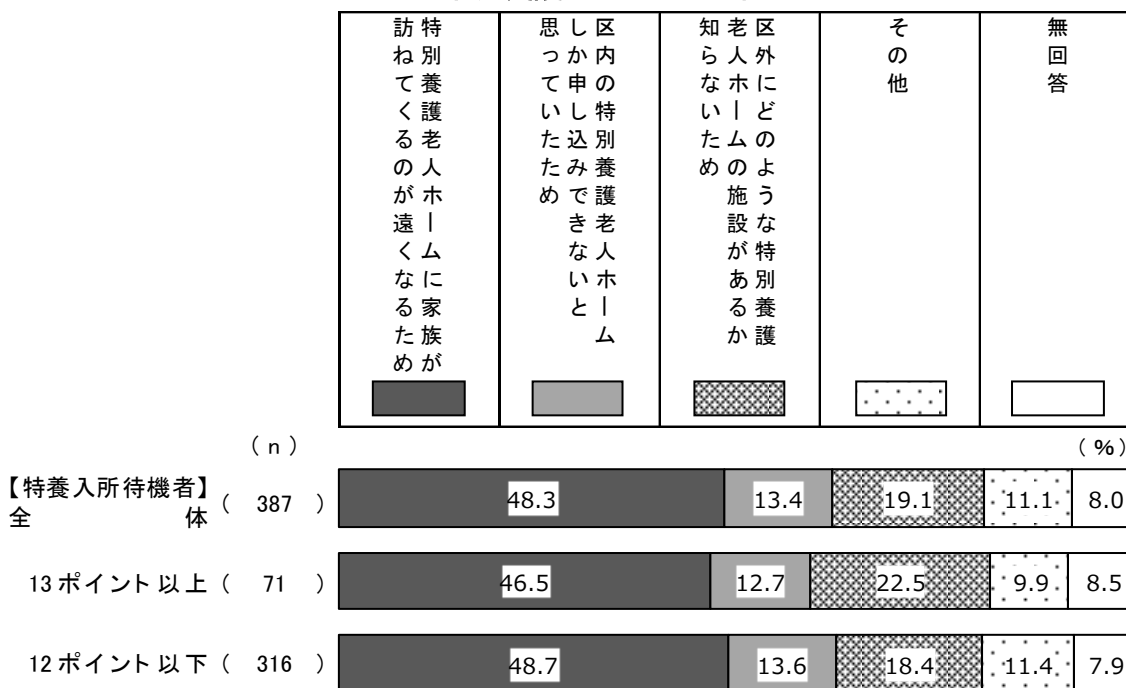 特別養護老人ホームに家族が
訪ねてくるのが遠くなるため
区内の特別養護老人ホーム
しか申し込みできないと
思っていたため
区外にどのような特別養護
老人ホームの施設があるか
知らないため
その他
無回答
（ｎ）
（%）
【特養入所待機者】
全体（ 387 ） 48.3 13.4 19.1 11.1 8.0
13ポイント以上（ 71 ） 46.5 12.7 22.5 9.9 8.5
12ポイント以下（ 316 ） 48.7 13.6 18.4 11.4 7.9